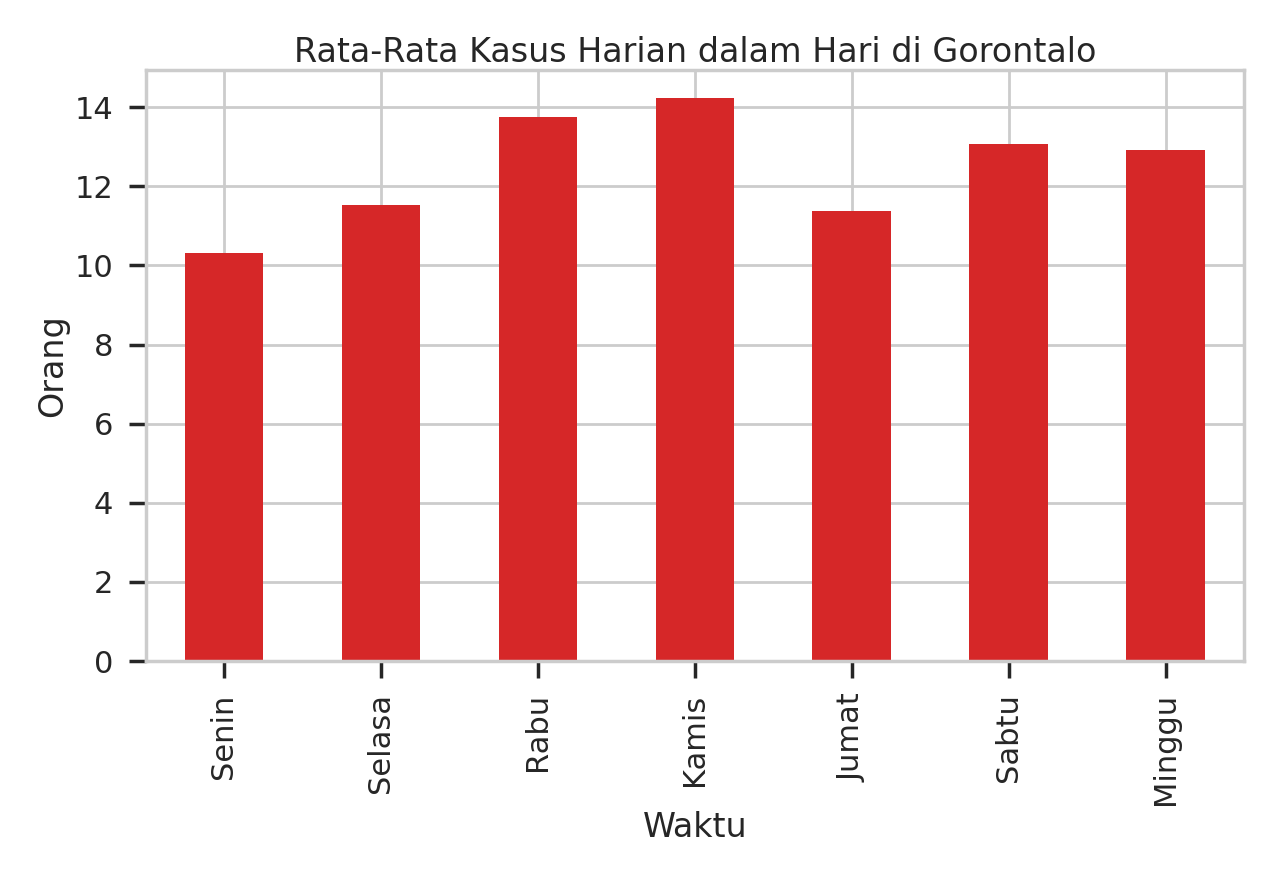 Rata-Rata Kasus Harian dalam Hari di Gorontalo
14
12
10
8
6
4
2
0
Orang
Senin
Selasa
Rabu
Kamis
Jumat
Sabtu
Minggu
Waktu